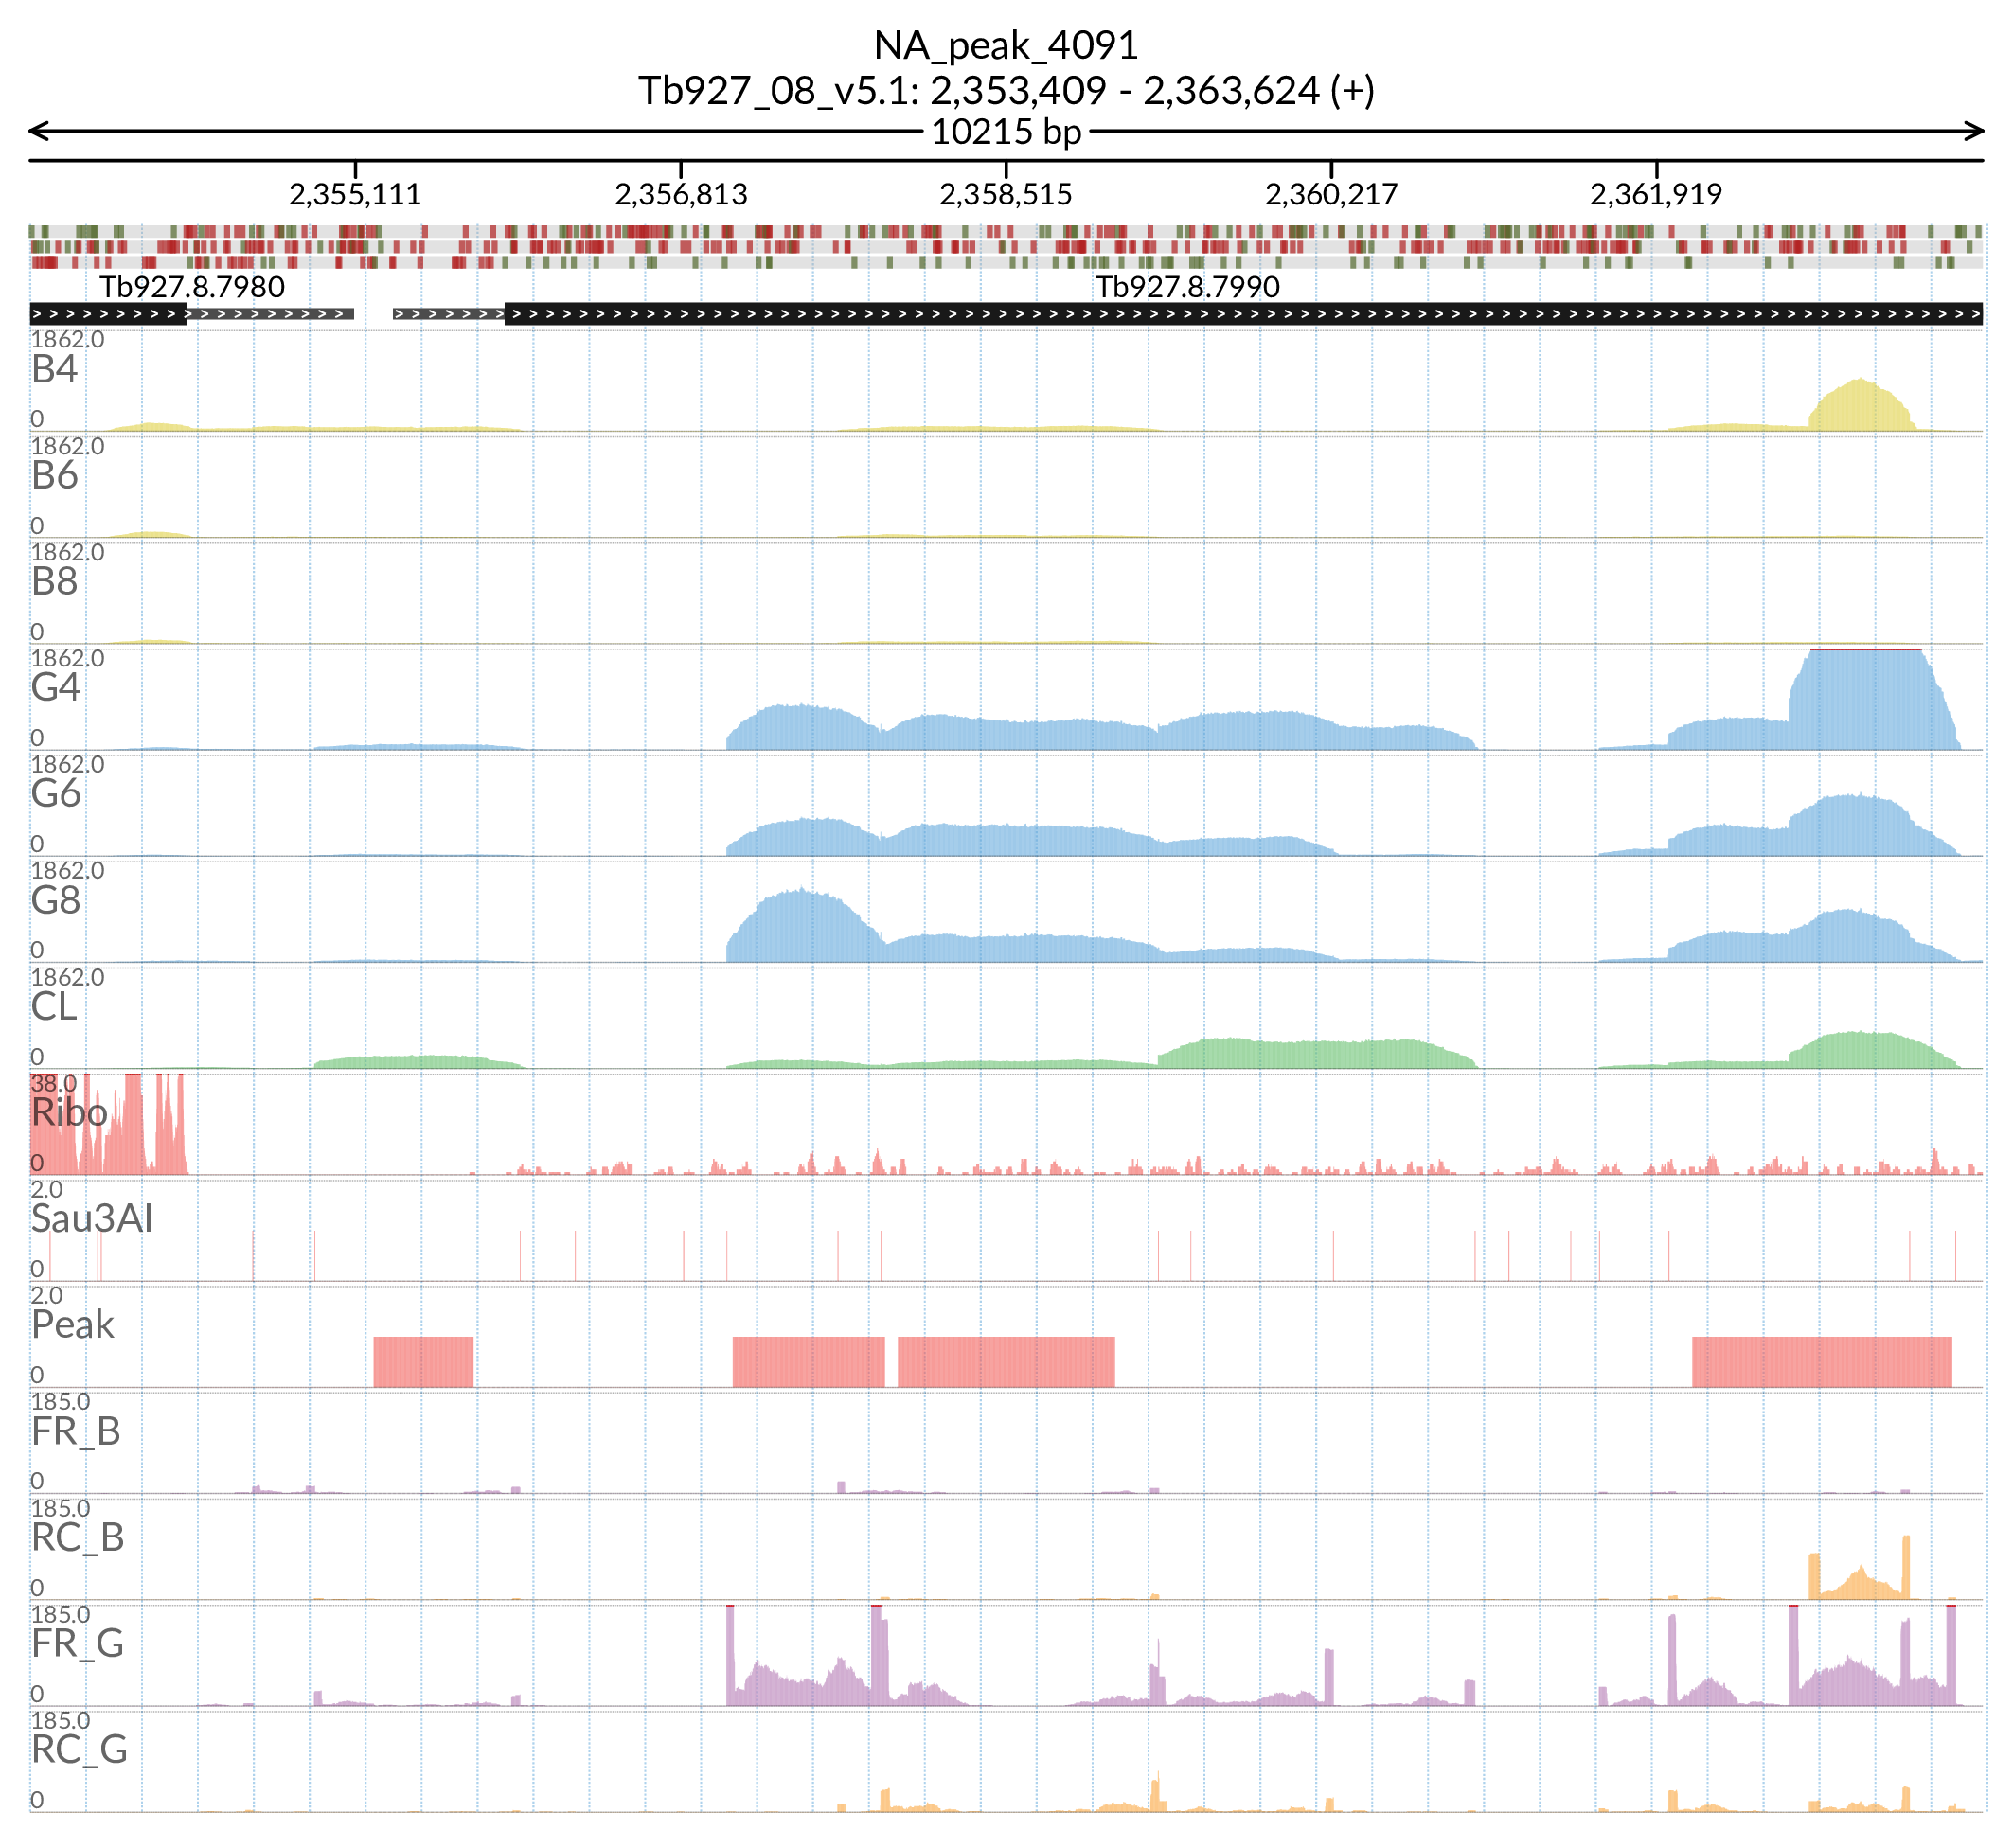 NA_peak_4091
Tb927_08_v5.1: 2,353,409 - 2,363,624 (+)
10215 bp
2,355,111 2,356,813 2,358,515 2,360,217 2,361,919
Tb927.8.7980 Tb927.8.7990
1862.0
B4
0
1862.0
B6
0
1862.0
B8
0
1862.0
G4
0
1862.0
G6
0
1862.0
G8
0
1862.0
CL
0
38.0
Ribo
0
2.0
Sau3AI
0
2.0
Peak
0
185.0
FR_B
0
185.0
RC_B
0
185.0
FR_G
0
185.0
RC_G
0